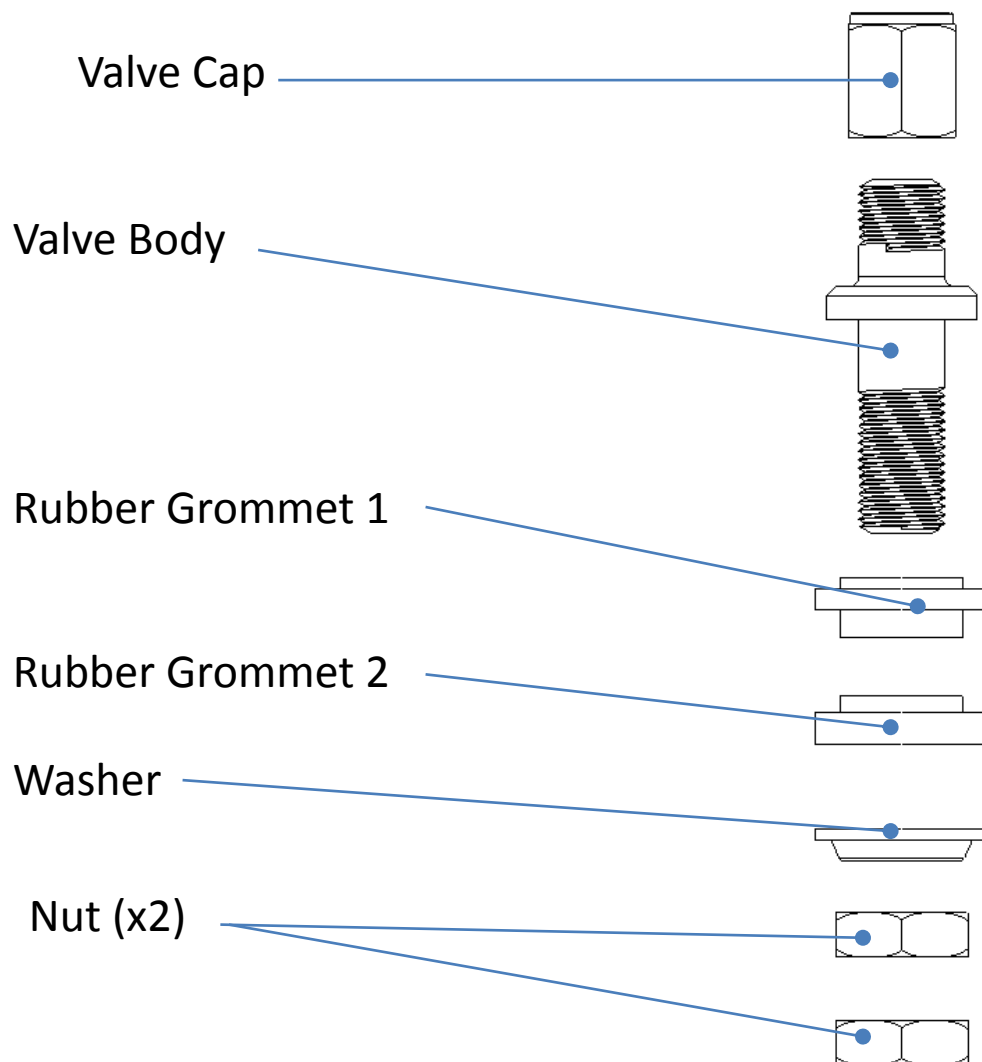 Valve Cap
Valve Body
Rubber Grommet 1
Rubber Grommet 2
Washer
Nut (x2)